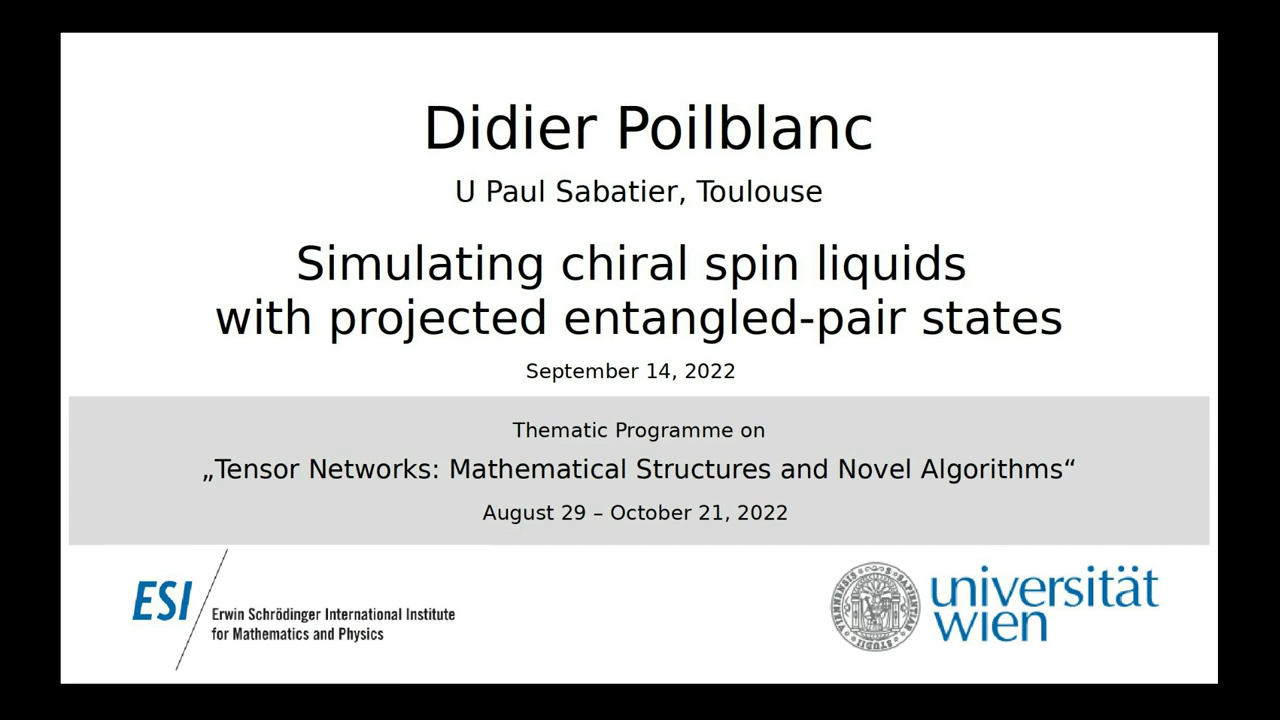 Didier Poilblanc
U Paul Sabatier, Toulouse
Simulating chiral spin liquids
with projected entangled-pair states
September 14, 2022
Thematic Programme on
„Tensor Networks: Mathematical Structures and Novel Algorithms“
August 29 – October 21, 2022
ESI
Erwin Schrödinger International Institute
for Mathematics and Physics
universität
wien